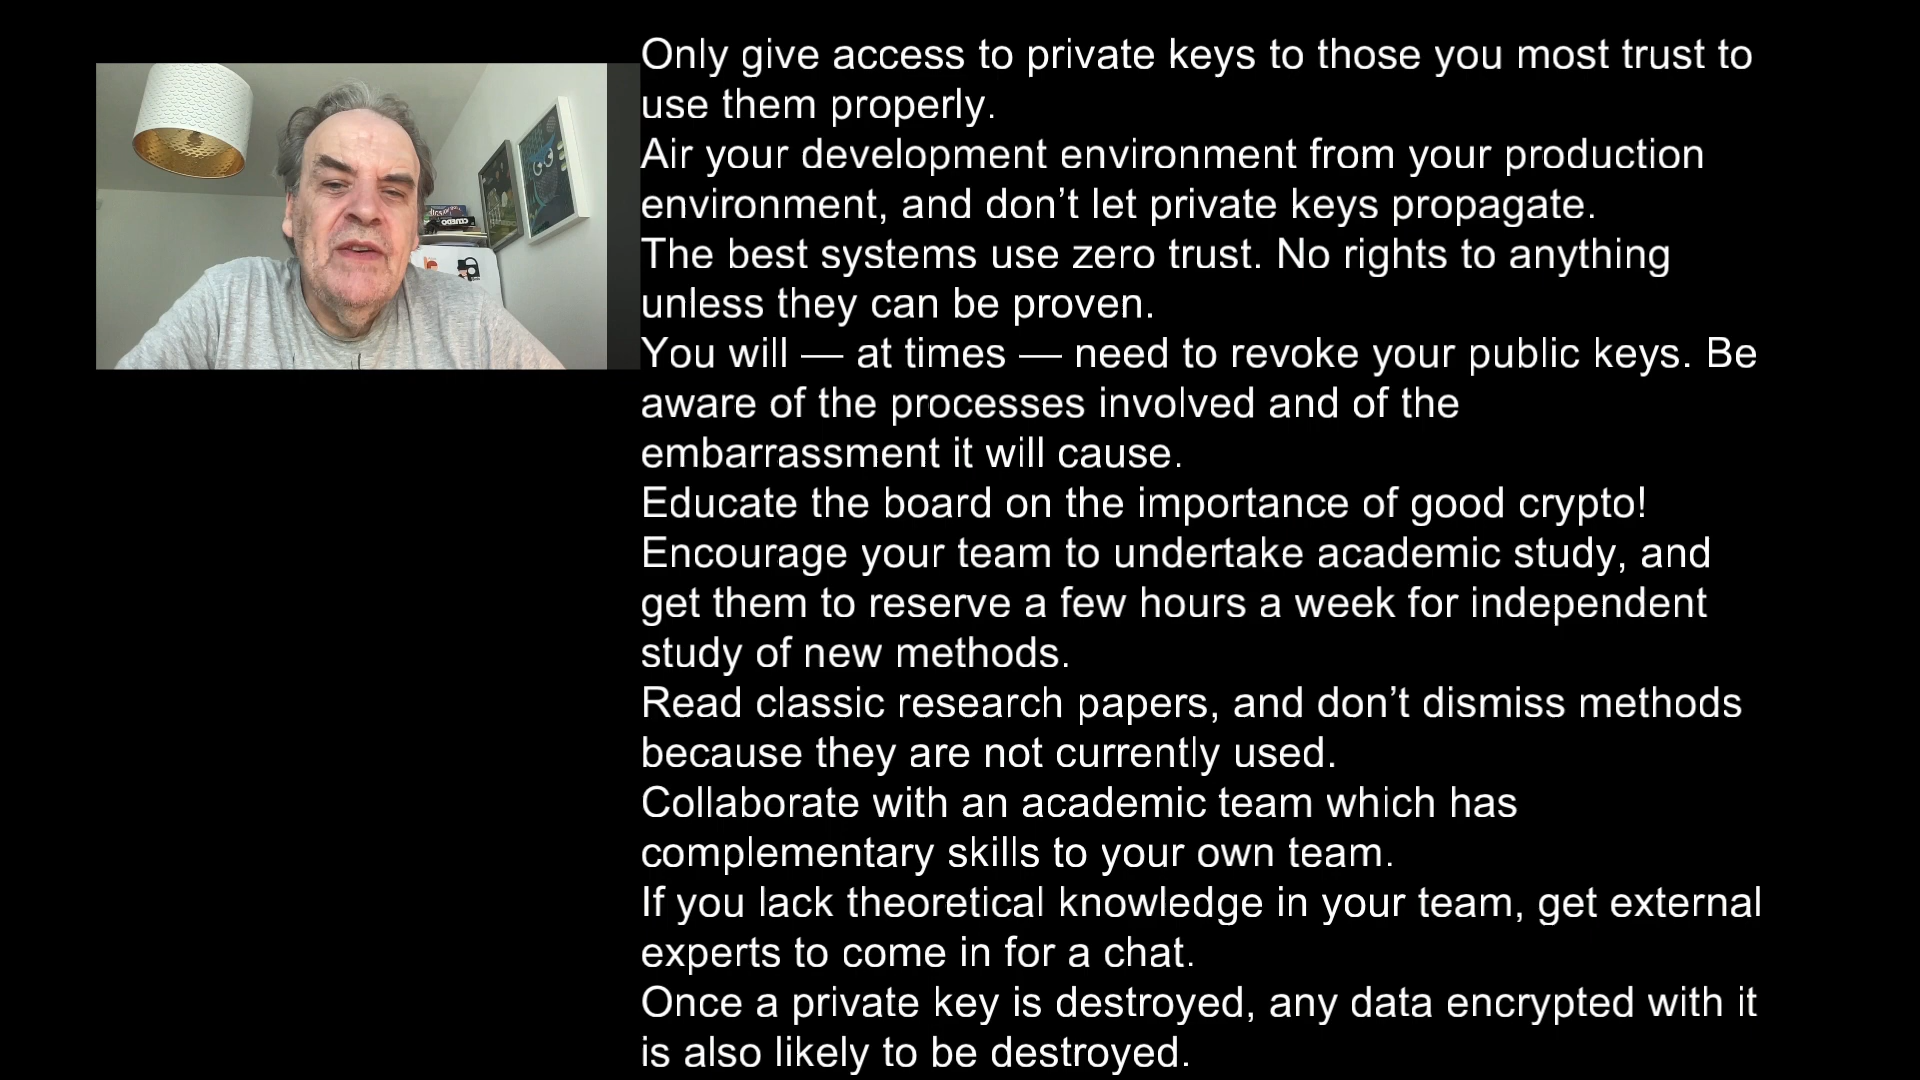 Only give access to private keys to those you most trust to
use them properly.
Air your development environment from your production
environment, and don’t let private keys propagate.
The best systems use zero trust. No rights to anything
unless they can be proven.
You will — at times — need to revoke your public keys. Be
aware of the processes involved and of the
embarrassment it will cause.
Educate the board on the importance of good crypto!
Encourage your team to undertake academic study, and
get them to reserve a few hours a week for independent
study of new methods.
Read classic research papers, and don’t dismiss methods
because they are not currently used.
Collaborate with an academic team which has
complementary skills to your own team.
If you lack theoretical knowledge in your team, get external
experts to come in for a chat.
Once a private key is destroyed, any data encrypted with it
is also likely to be destroyed.